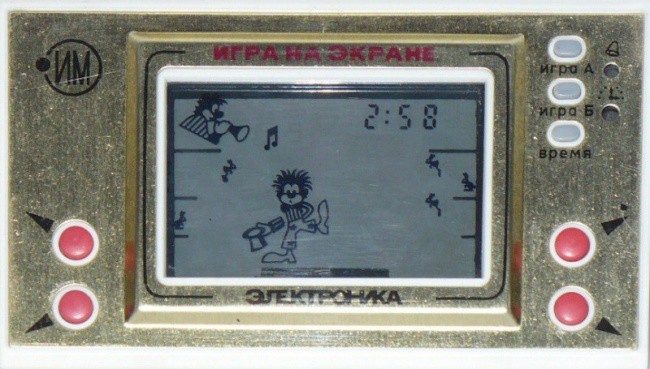 ИМ
ИГРА НА ЭКРАНЕ
2:58
игра А
игра Б
время
ЭЛЕКТРОНИКА